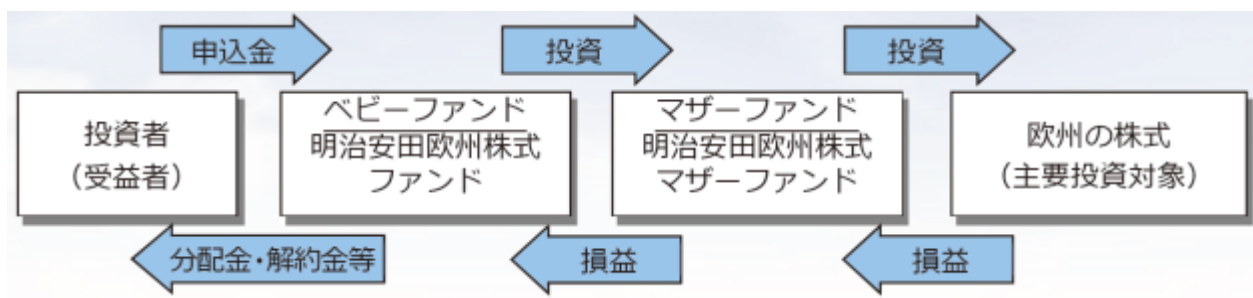 申込金
投資
投資
投資者
(受益者)
ベビーファンド
明治安田欧州株式
ファンド
マザーファンド
明治安田欧州株式
マザーファンド
欧州の株式
(主要投資対象)
分配金・解約金等
損益
損益